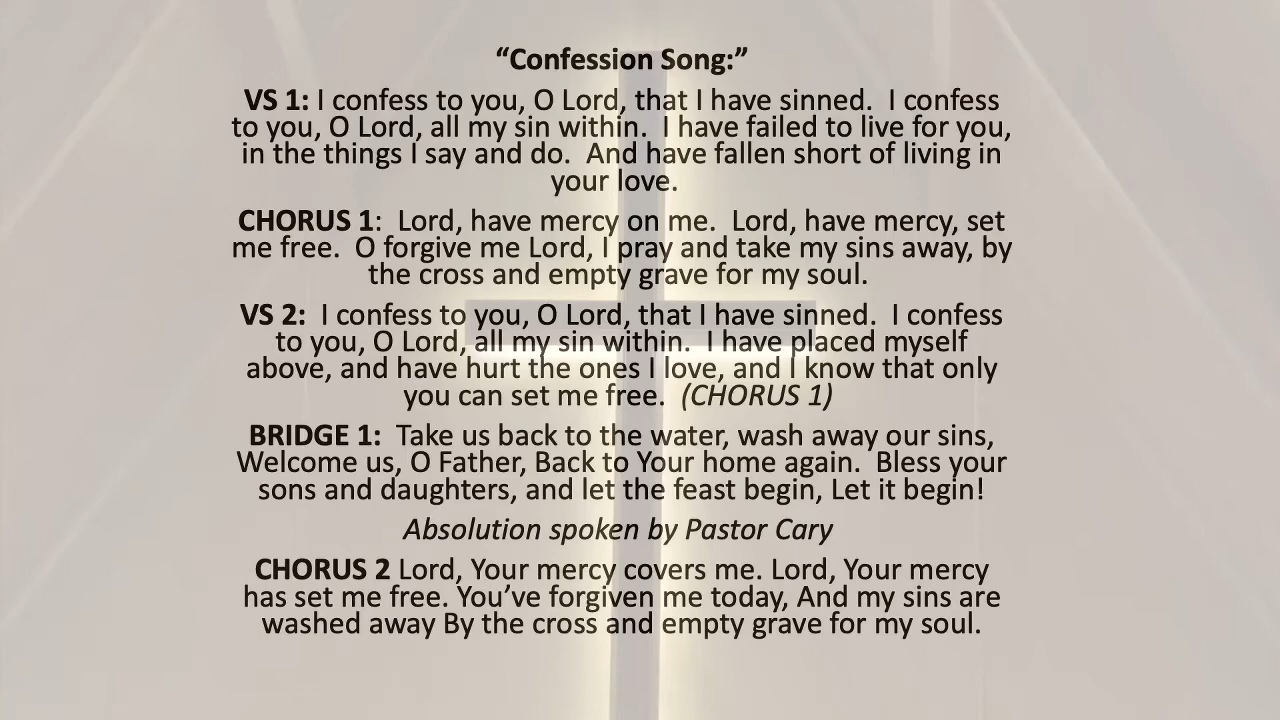 “Confession Song:”
VS 1: I confess to you, O Lord, that I have sinned.  I confess
to you, O Lord, all my sin within.  I have failed to live for you,
in the things I say and do.  And have fallen short of living in
your love.
CHORUS 1:  Lord, have mercy on me.  Lord, have mercy, set
me free.  O forgive me Lord, I pray and take my sins away, by
the cross and empty grave for my soul.
VS 2:  I confess to you, O Lord, that I have sinned.  I confess
to you, O Lord, all my sin within.  I have placed myself
above, and have hurt the ones I love, and I know that only
you can set me free.  (CHORUS 1)
BRIDGE 1:  Take us back to the water, wash away our sins,
Welcome us, O Father, Back to Your home again.  Bless your
sons and daughters, and let the feast begin, Let it begin!
Absolution spoken by Pastor Cary
CHORUS 2 Lord, Your mercy covers me. Lord, Your mercy
has set me free. You’ve forgiven me today, And my sins are
washed away By the cross and empty grave for my soul.